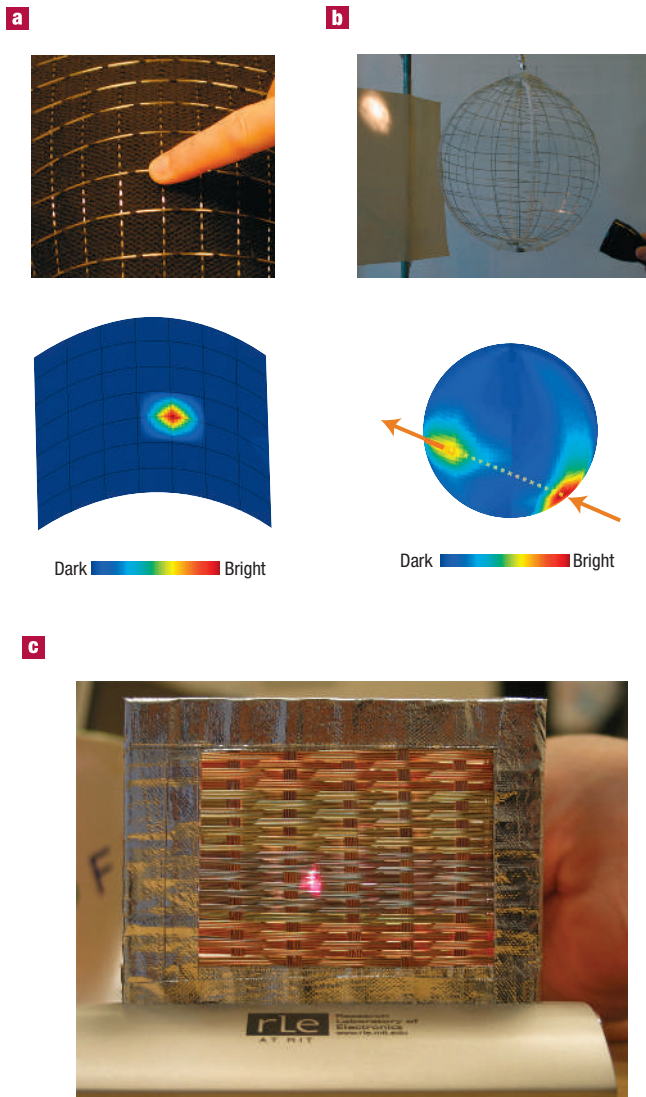 a
b
Dark Bright
Dark Bright
c
F
rLe
AT MIT
Research
Laboratory of
Electronics
www.rle.mit.edu